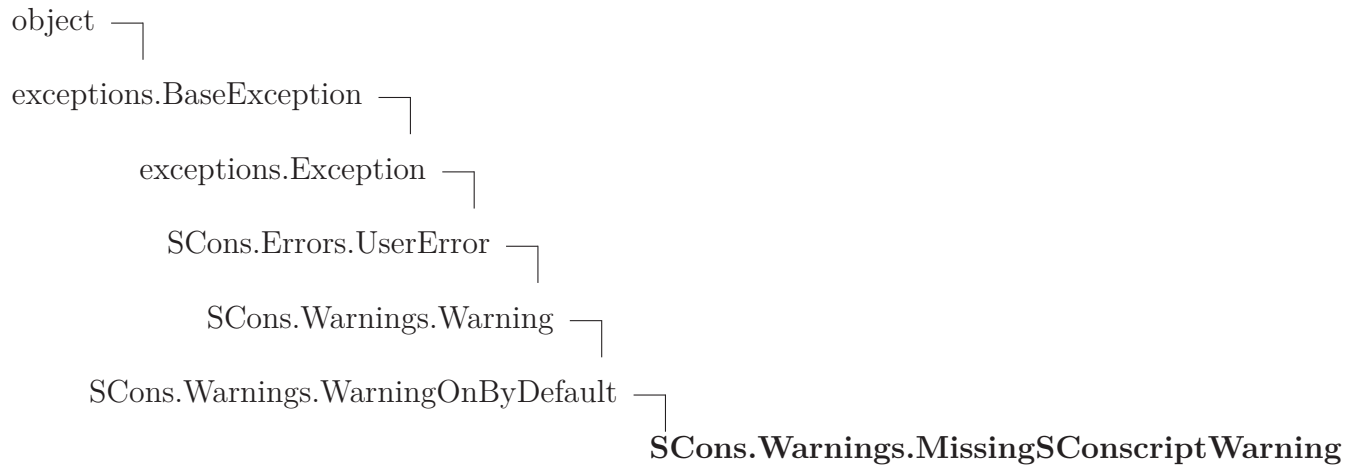 object
exceptions.BaseException
exceptions.Exception
SCons.Errors.UserError
SCons.Warnings.Warning
SCons.Warnings.WarningOnByDefault
SCons.Warnings.MissingSConscriptWarning